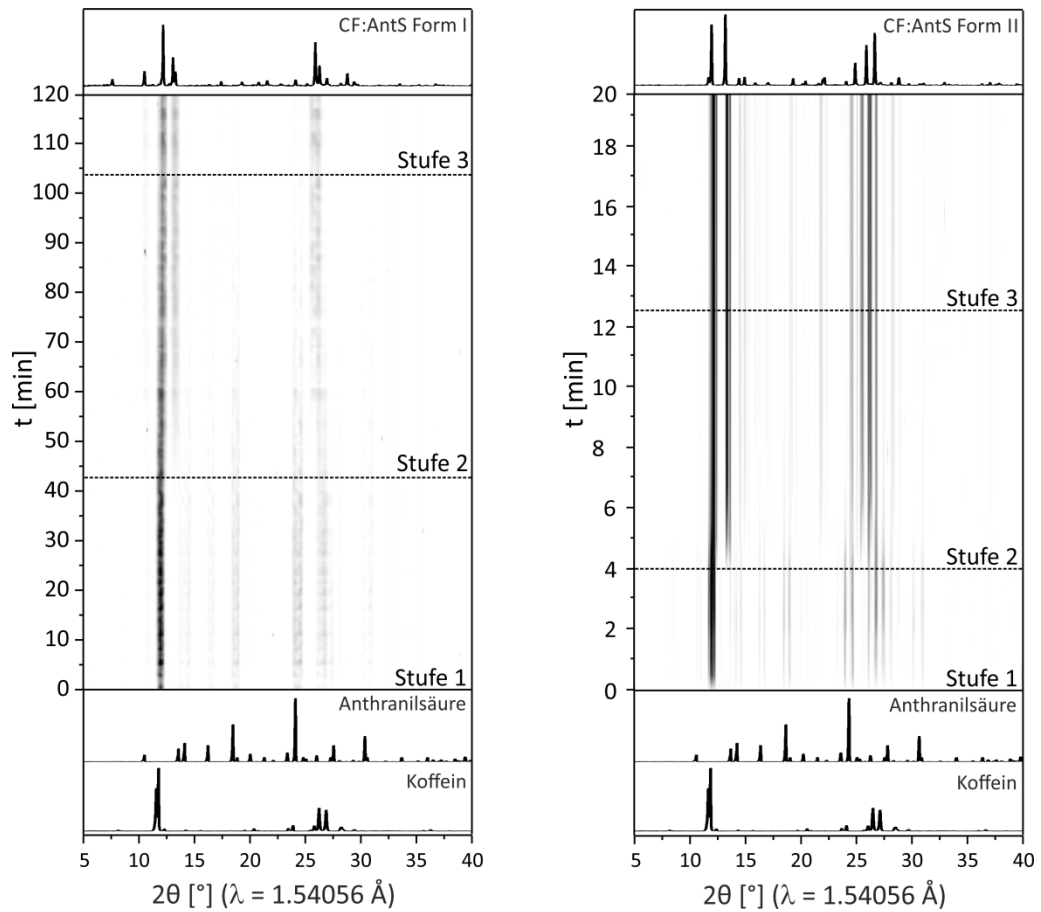 CF:AntS Form I
120
110
Stufe 3
100
90
80
70
60
50
Stufe 2
40
30
20
10
Stufe 1
0
t [min]
Anthranilsäure
Koffein
5 10 15 20 25 30 35 40
2θ [°] (λ = 1.54056 Å)
CF:AntS Form II
20
18
16
14
Stufe 3
12
10
8
6
Stufe 2
4
2
Stufe 1
0
t [min]
Anthranilsäure
Koffein
5 10 15 20 25 30 35 40
2θ [°] (λ = 1.54056 Å)